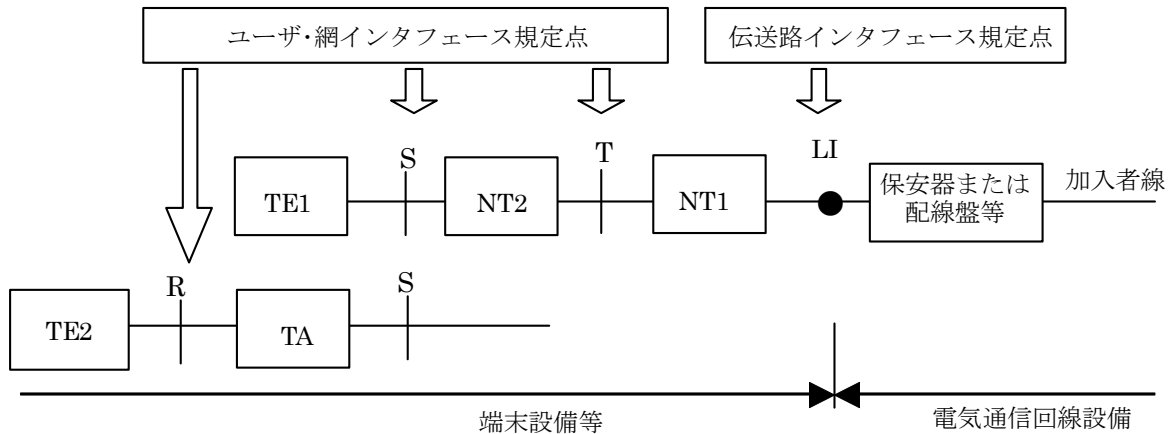 ユーザ・網インタフェース規定点
伝送路インタフェース規定点
S
T
LI
TE1
NT2
NT1
保安器または
配線盤等
加入者線
R
S
TE2
TA
端末設備等
電気通信回線設備